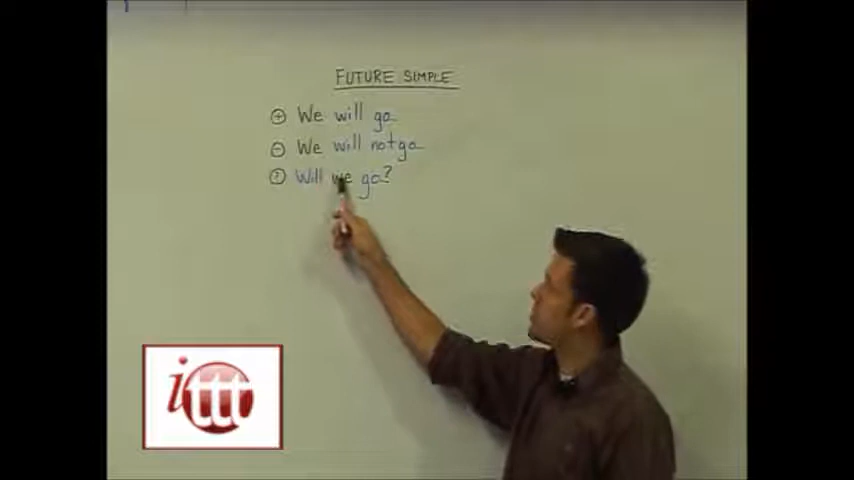 FUTURE SIMPLE
+ We will go
- We will not go
? Will we go?
ittt